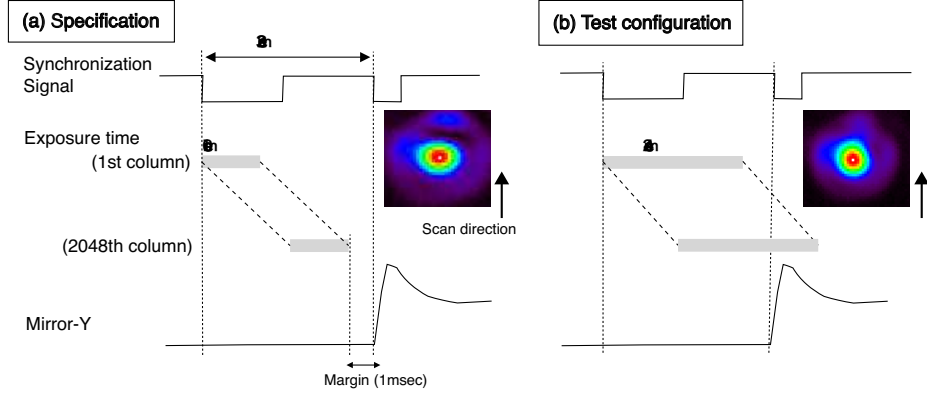 (a) Specification
(b) Test configuration
Synchronization
Signal
Exposure time
(1st column)
Scan direction
(2048th column)
Mirror-Y
Margin (1msec)